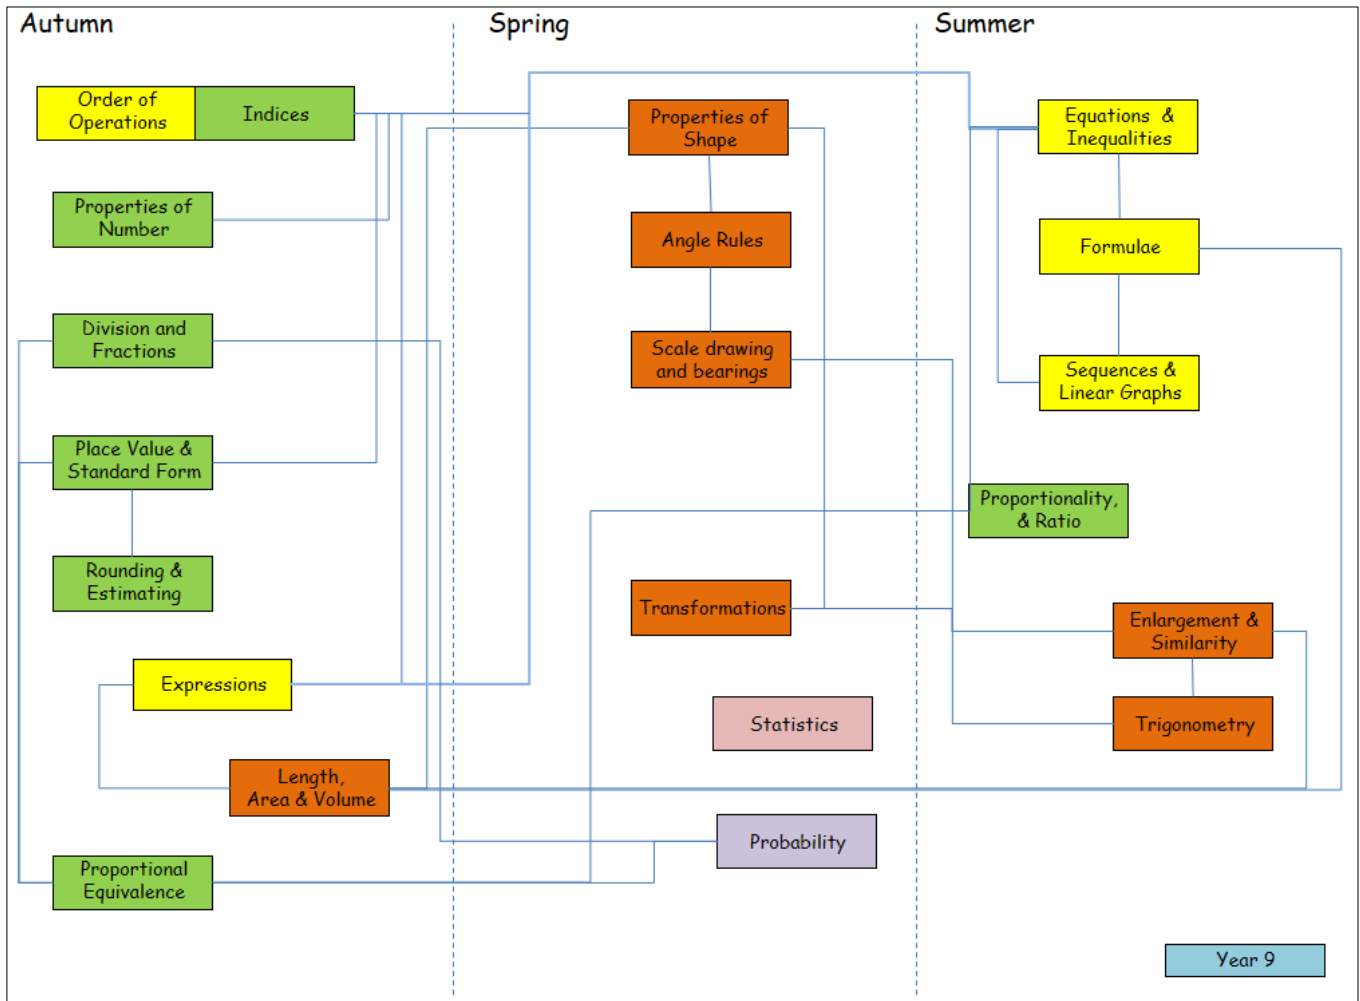 Autumn
Order of
Operations
Indices
Properties of
Number
Division and
Fractions
Place Value &
Standard Form
Rounding &
Estimating
Expressions
Length,
Area & Volume
Proportional
Equivalence
Spring
Properties of
Shape
Angle Rules
Scale drawing
and bearings
Transformations
Statistics
Probability
Summer
Equations &
Inequalities
Formulae
Sequences &
Linear Graphs
Proportionality,
& Ratio
Enlargement &
Similarity
Trigonometry
Year 9